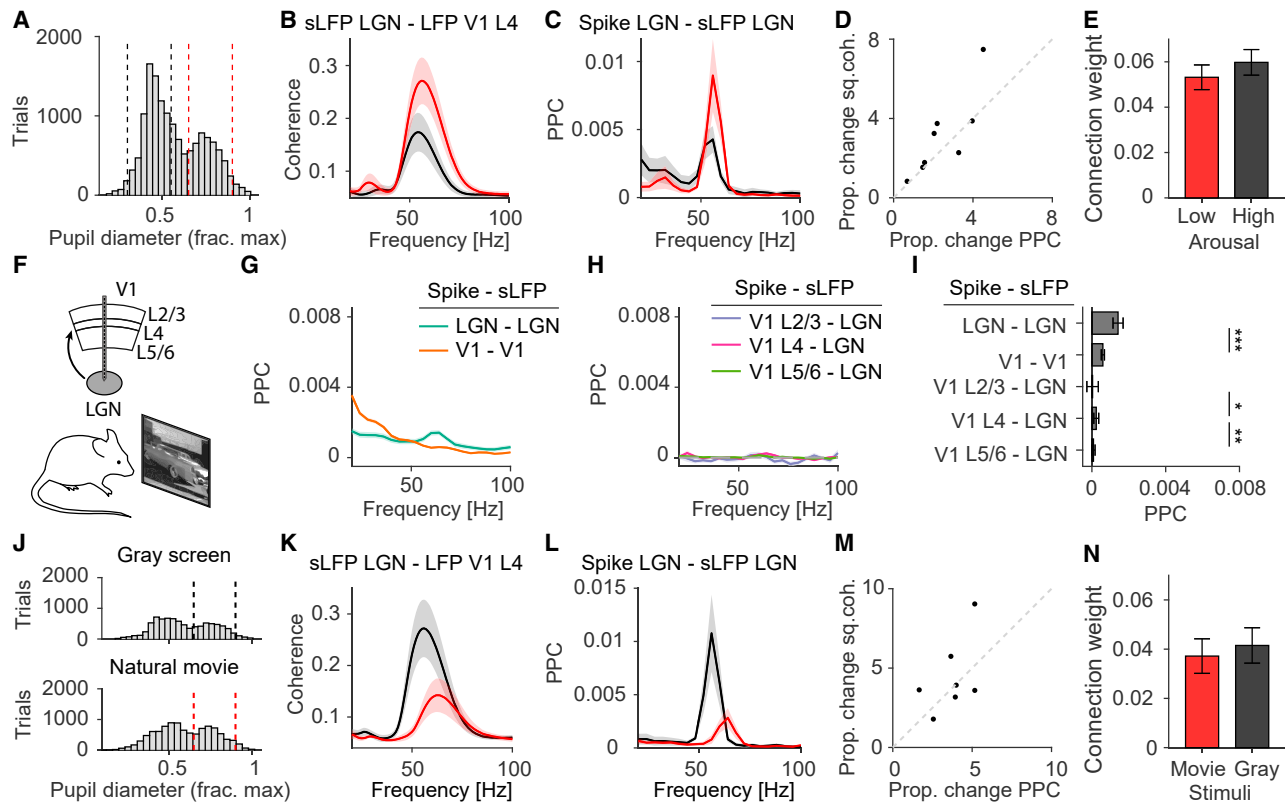 A
2000
1000
0
Trials
0.5
1
Pupil diameter (frac. max)
B
sLFP LGN - LFP V1 L4
0.3
0.2
0.1
Coherence
50
100
Frequency [Hz]
C
Spike LGN - sLFP LGN
0.01
0.005
0
PPC
50
100
Frequency [Hz]
D
8
4
0
Prop. change sq.coh.
0
4
8
Prop. change PPC
E
0.06
0.04
0.02
0
Connection weight
Low High
Arousal
F
V1
L2/3
L4
L5/6
LGN
G
Spike - sLFP
LGN - LGN
V1 - V1
0.008
0.004
0
PPC
50
100
Frequency [Hz]
H
Spike - sLFP
V1 L2/3 - LGN
V1 L4 - LGN
V1 L5/6 - LGN
0.008
0.004
0
50
100
Frequency [Hz]
I
Spike - sLFP
LGN - LGN
V1 - V1
V1 L2/3 - LGN
V1 L4 - LGN
V1 L5/6 - LGN
***
*
**
0
0.004
0.008
PPC
J
Gray screen
2000
1000
0
Trials
Natural movie
2000
1000
0
Trials
0.5
1
Pupil diameter (frac. max)
K
sLFP LGN - LFP V1 L4
0.3
0.2
0.1
Coherence
50
100
Frequency [Hz]
L
Spike LGN - sLFP LGN
0.015
0.01
0.005
0
PPC
50
100
Frequency [Hz]
M
10
5
0
Prop. change sq.coh.
0
5
10
Prop. change PPC
N
0.06
0.04
0.02
0
Connection weight
Movie Gray
Stimuli